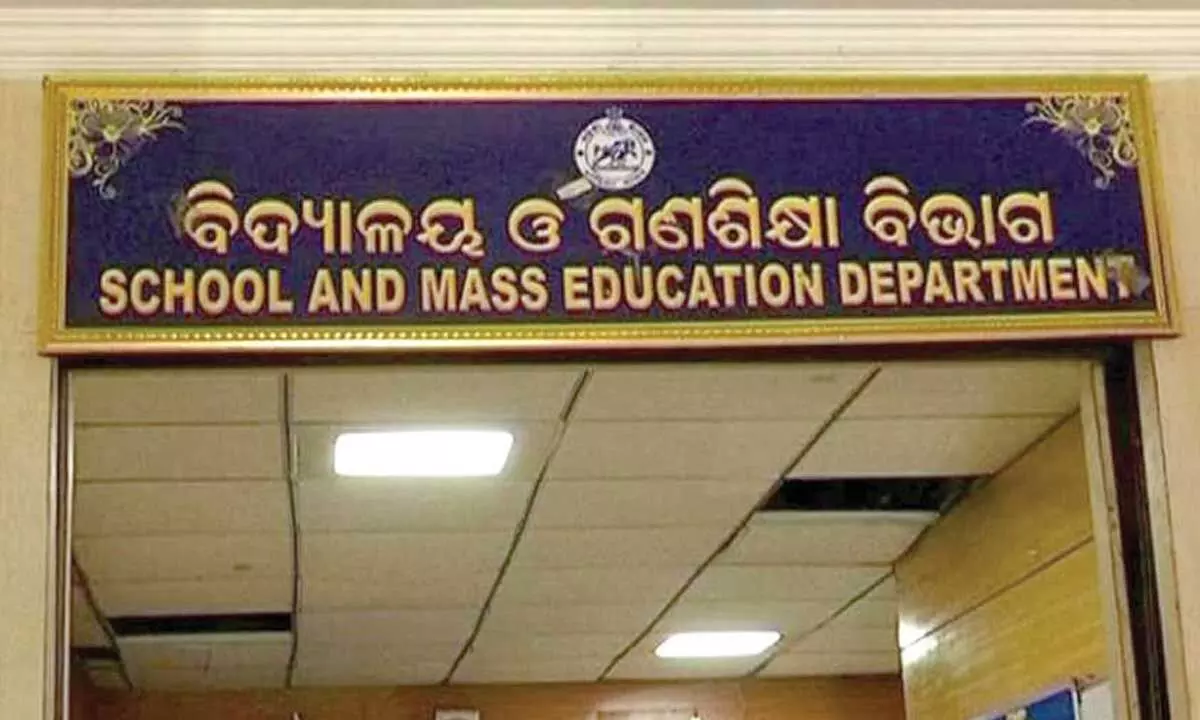 ବିଦ୍ୟାଳୟ ଓ ଗଣଶିକ୍ଷା ବିଭାଗ
SCHOOL AND MASS EDUCATION DEPARTMENT